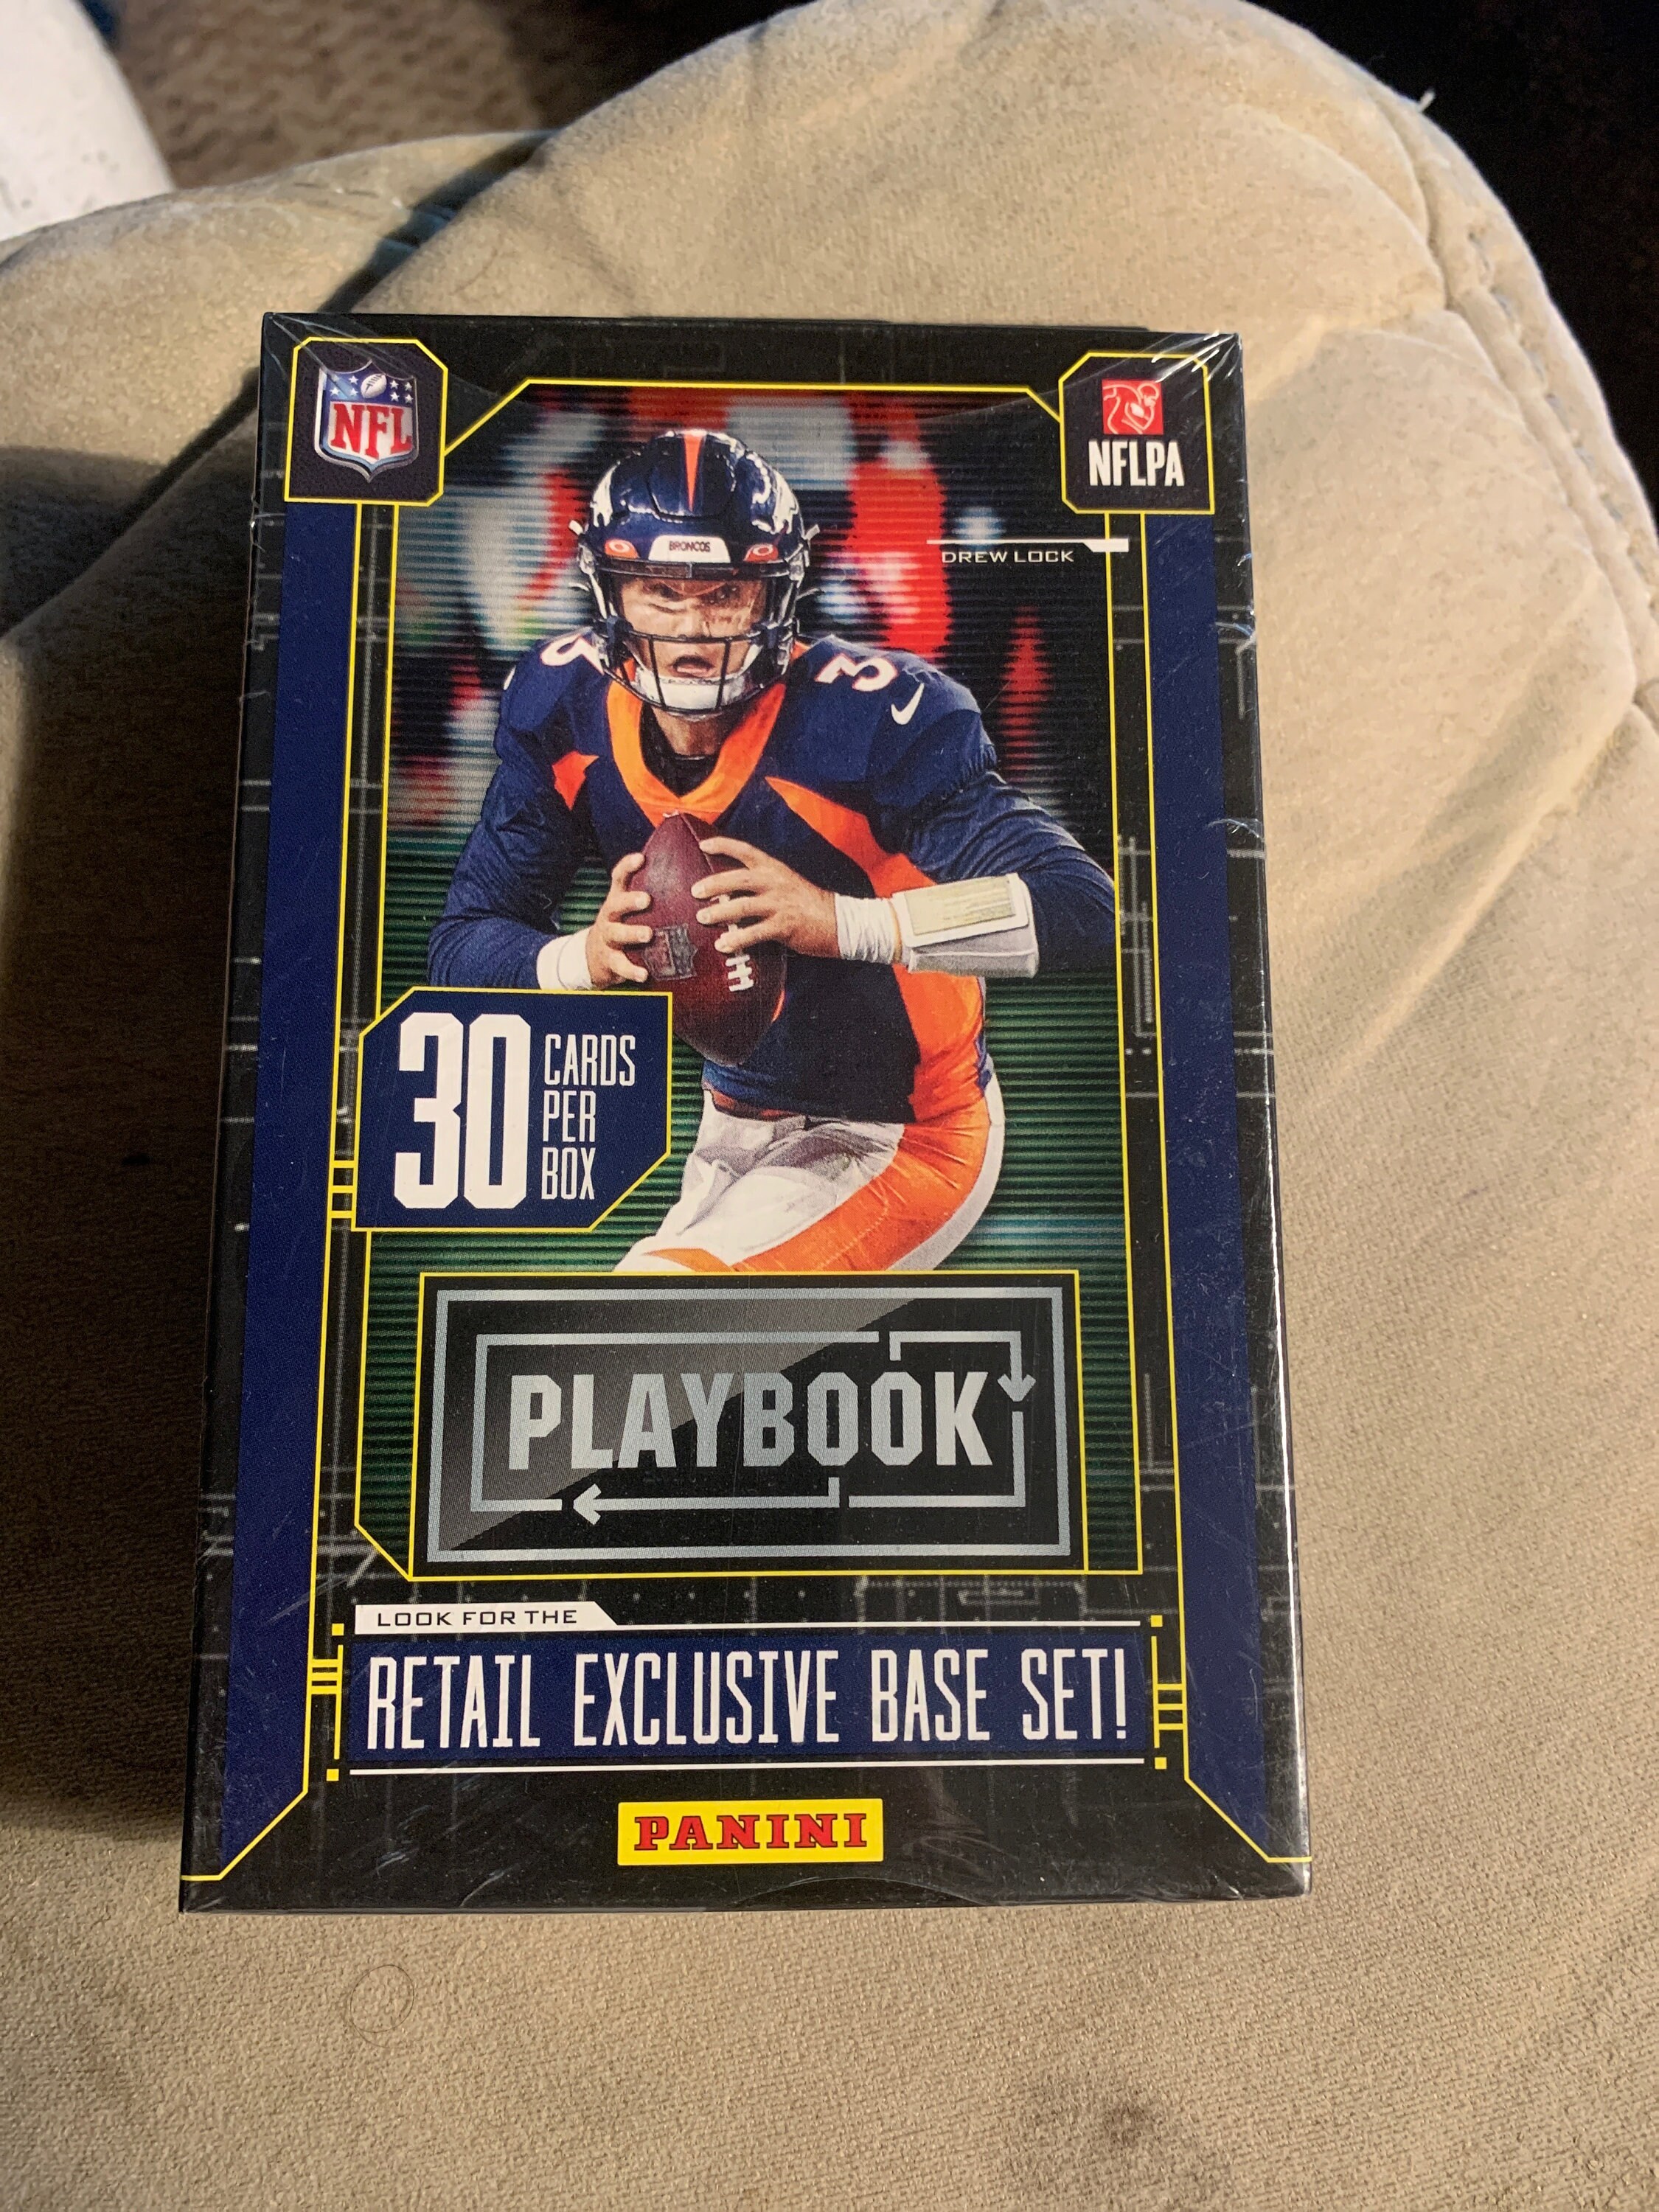 NFL
NFLPA
DREW LOCK
BRONCOS
3
3
30
CARDS
PER
BOX
PLAYBOOK
LOOK FOR THE
RETAIL EXCLUSIVE BASE SET!
PANINI